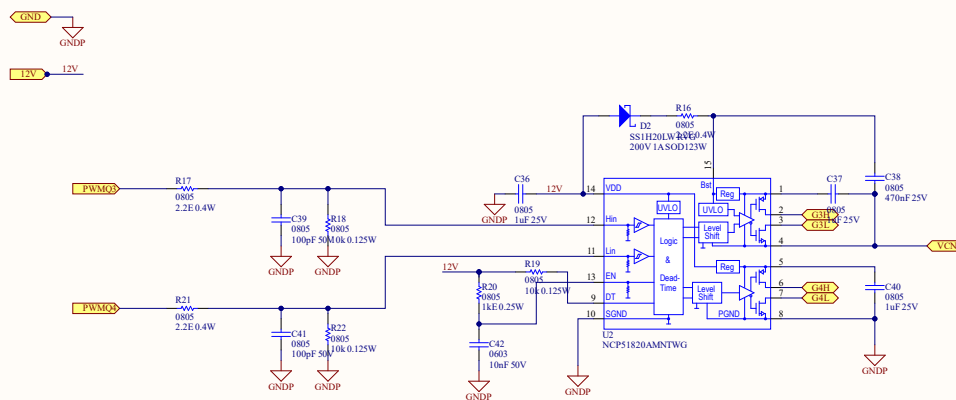 GND
GNDP
12V
12V
PWMQ3
R17
0805
2.2E 0.4W
C39
0805
100pF 50V
GNDP
R18
0805
10k 0.125W
GNDP
PWMQ4
R21
0805
2.2E 0.4W
C41
0805
100pF 50V
GNDP
R22
0805
10k 0.125W
GNDP
12V
R20
0805
1kE 0.25W
R19
0805
10k 0.125W
C42
0603
10nF 50V
GNDP
GNDP
C36
0805
1uF 25V
GNDP
12V
D2
SS1H20LW RVG
200V 1A SOD123W
R16
0805
2.2E 0.4W
15
14
VDD
Bst
12
Hin
11
Lin
13
EN
9
DT
10
SGND
UVLO
Logic
&
Dead-
Time
Reg
UVLO
Level
Shift
Reg
Level
Shift
PGND
U2
NCP51820AMNTWG
1
2
3
4
5
6
7
8
C37
0805
1uF 25V
C38
0805
470nF 25V
G3H
G3L
VCN
G4H
G4L
C40
0805
1uF 25V
GNDP